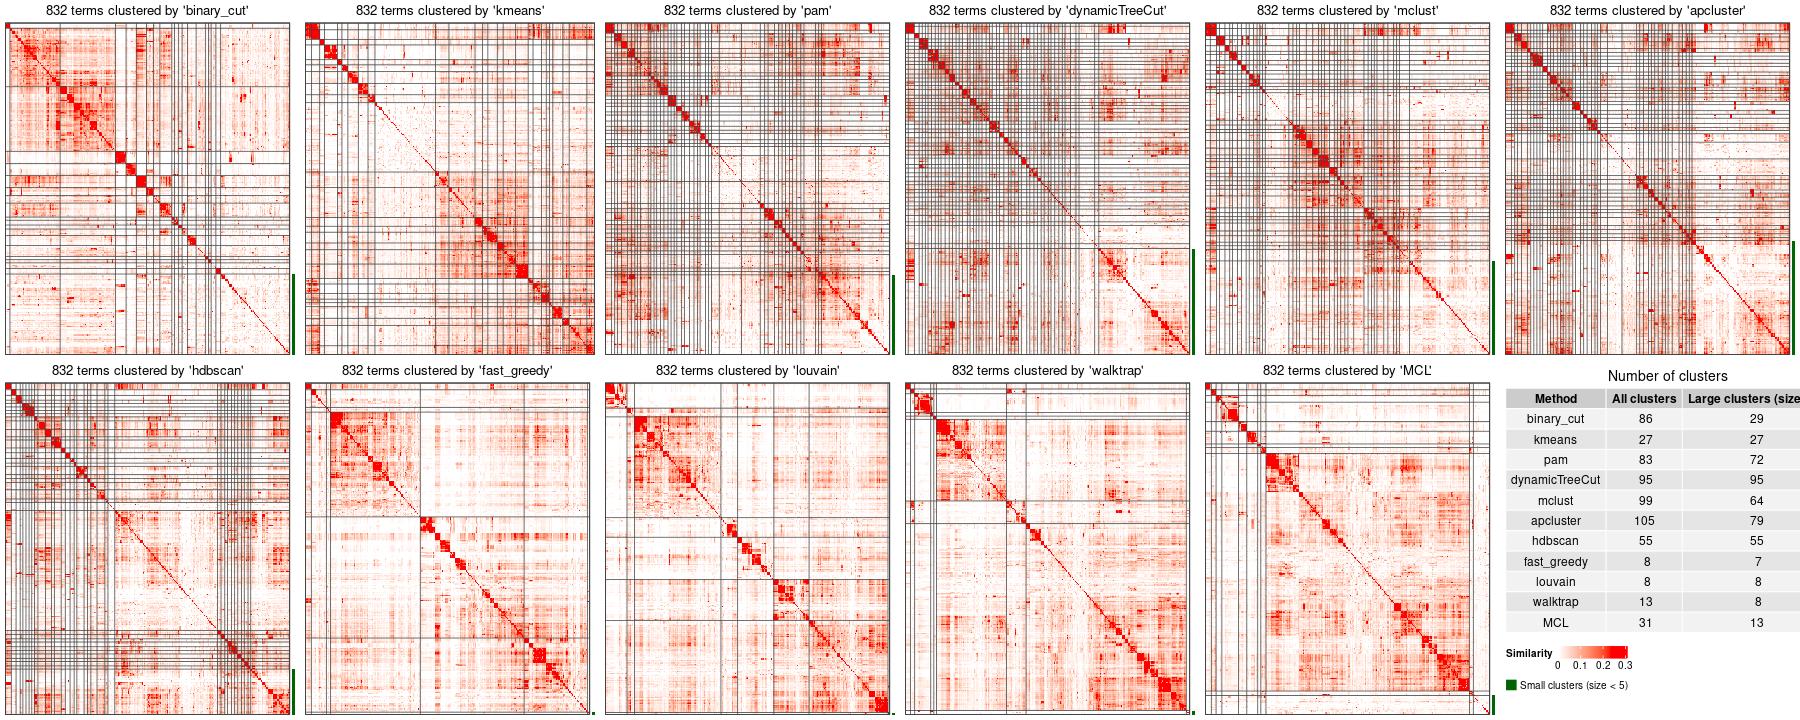 832 terms clustered by 'binary_cut'
832 terms clustered by 'kmeans'
832 terms clustered by 'pam'
832 terms clustered by 'dynamicTreeCut'
832 terms clustered by 'mclust'
832 terms clustered by 'apcluster'
832 terms clustered by 'hdbscan'
832 terms clustered by 'fast_greedy'
832 terms clustered by 'louvain'
832 terms clustered by 'walktrap'
832 terms clustered by 'MCL'
Number of clusters
Method All clusters Large clusters (size
binary_cut 86 29
kmeans 27 27
pam 83 72
dynamicTreeCut 95 95
mclust 99 64
apcluster 105 79
hdbscan 55 55
fast_greedy 8 7
louvain 8 8
walktrap 13 8
MCL 31 13
Similarity
0 0.1 0.2 0.3
Small clusters (size < 5)